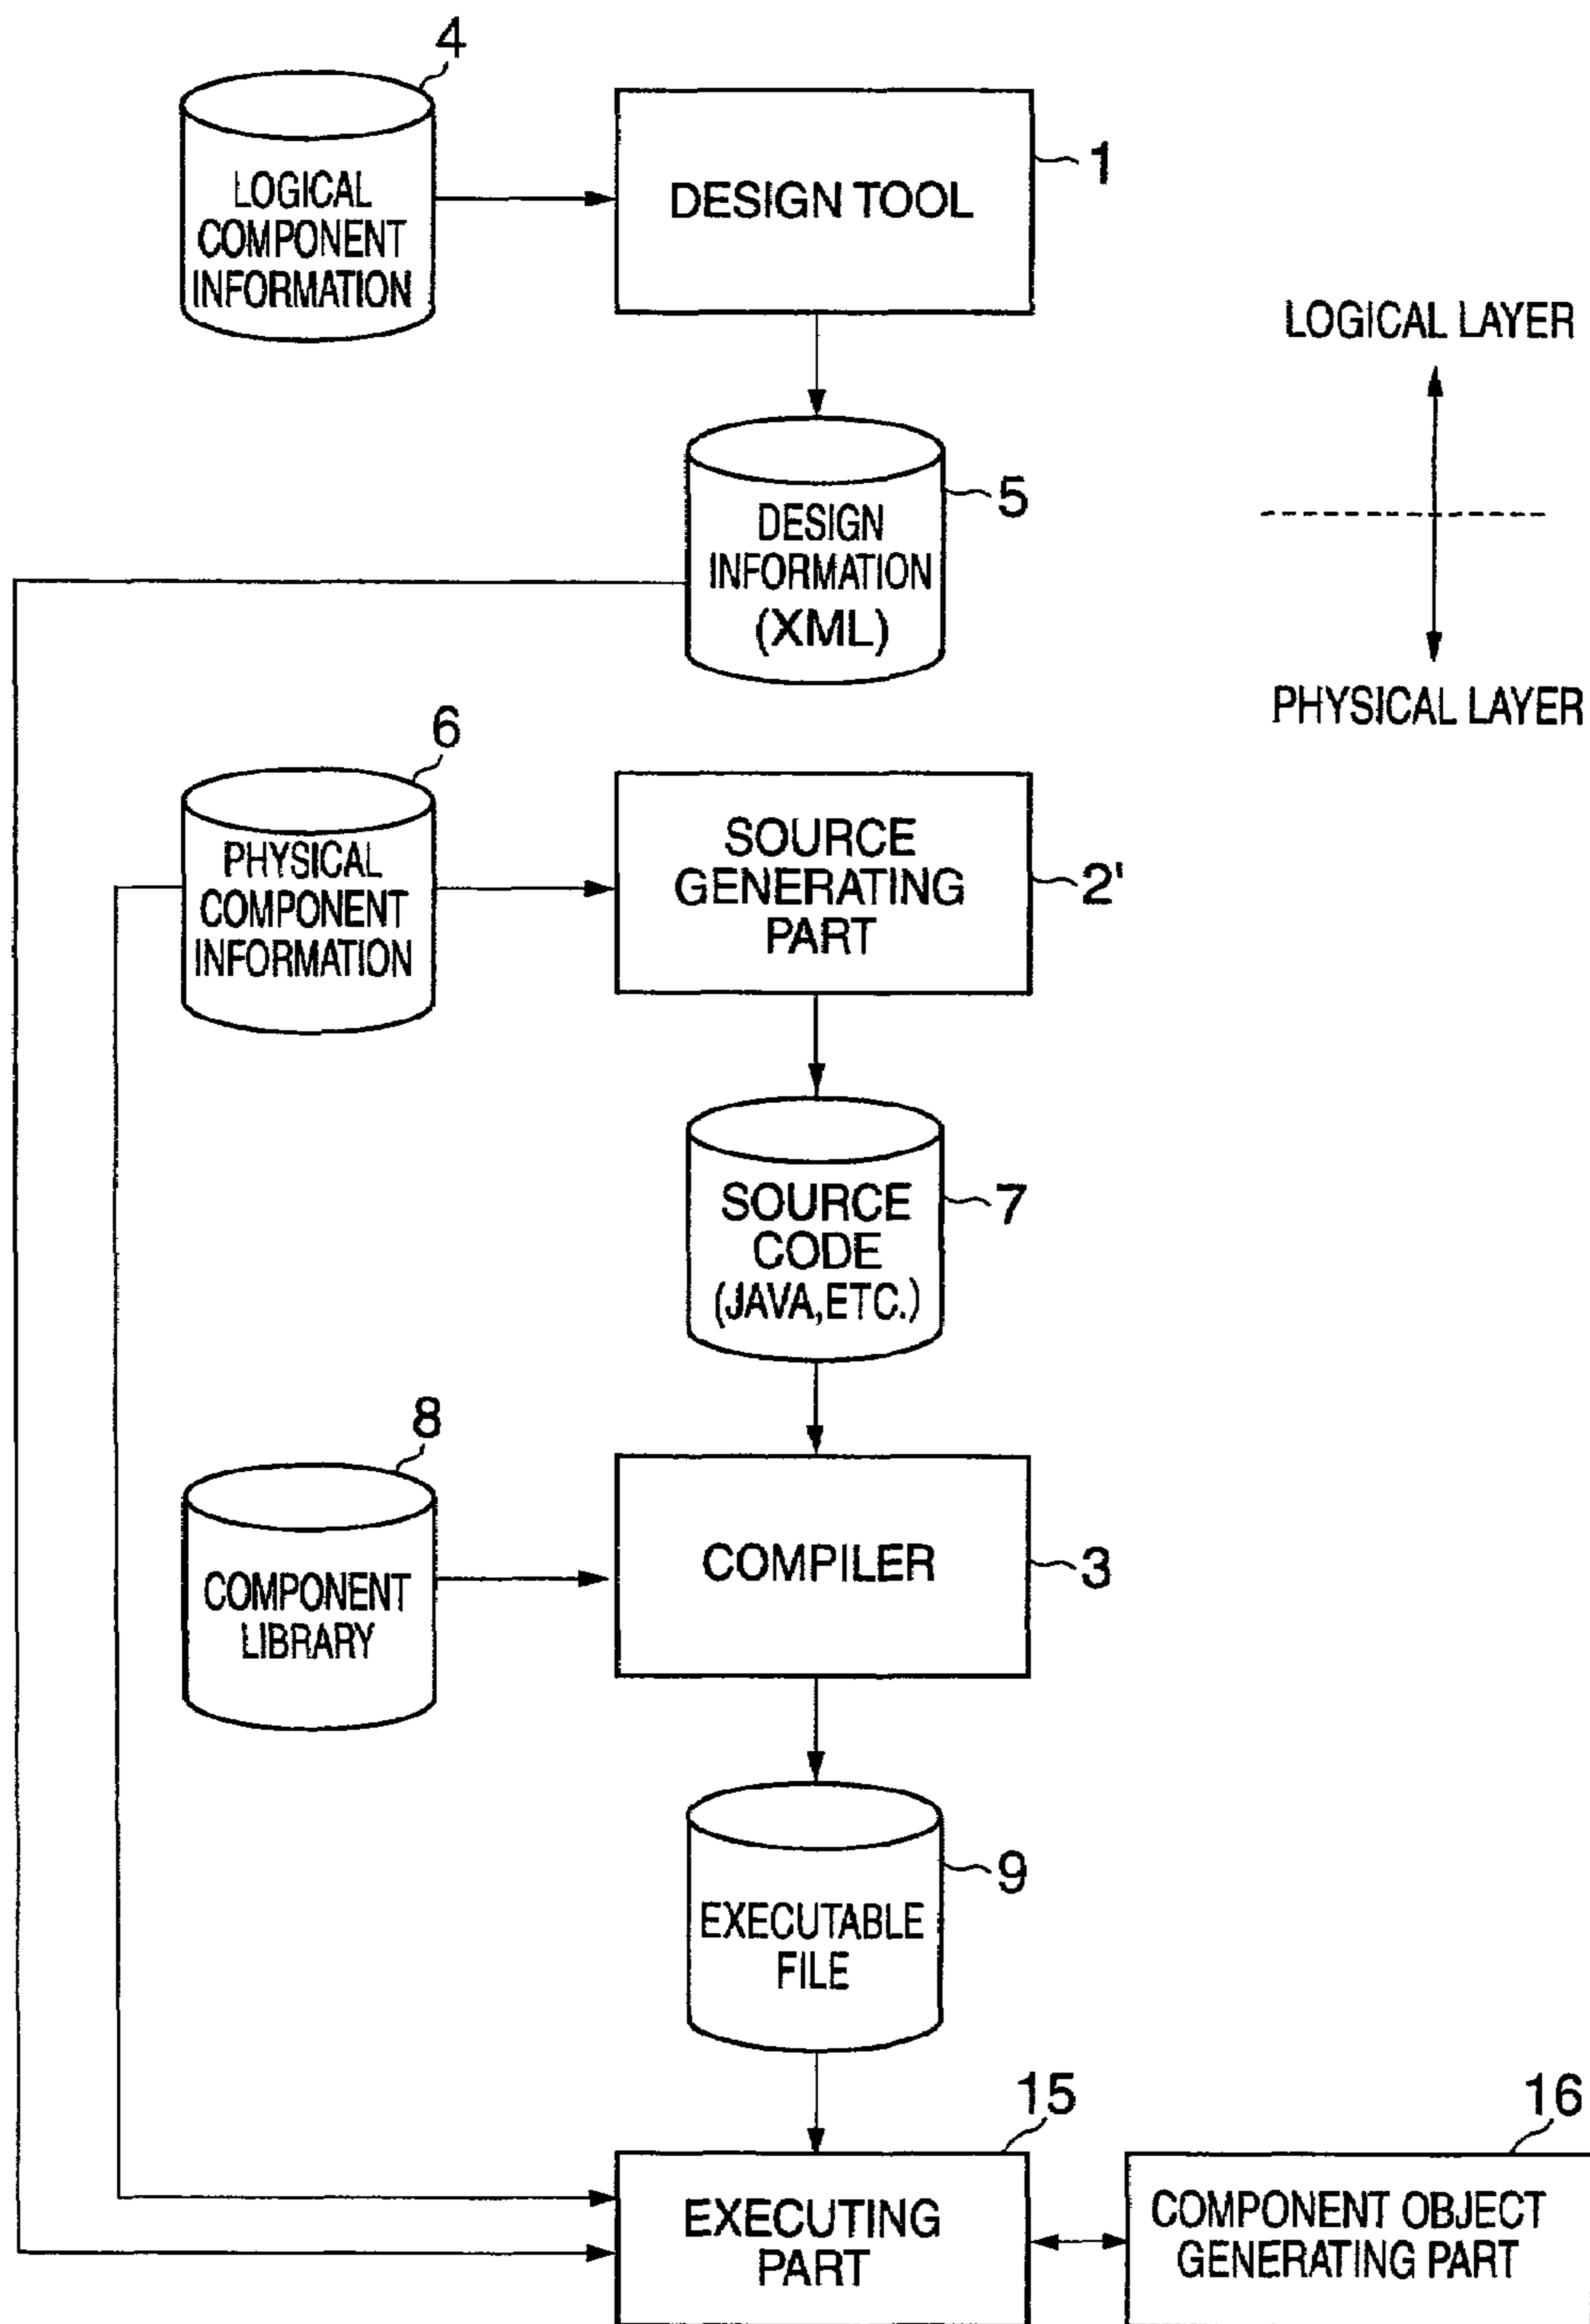 4
LOGICAL
COMPONENT
INFORMATION
DESIGN TOOL
1
LOGICAL LAYER
PHYSICAL LAYER
DESIGN
INFORMATION
(XML)
5
6
PHYSICAL
COMPONENT
INFORMATION
SOURCE
GENERATING
PART
2'
SOURCE
CODE
(JAVA,ETC.)
7
8
COMPONENT
LIBRARY
COMPILER
3
EXECUTABLE
FILE
9
15
EXECUTING
PART
16
COMPONENT OBJECT
GENERATING PART